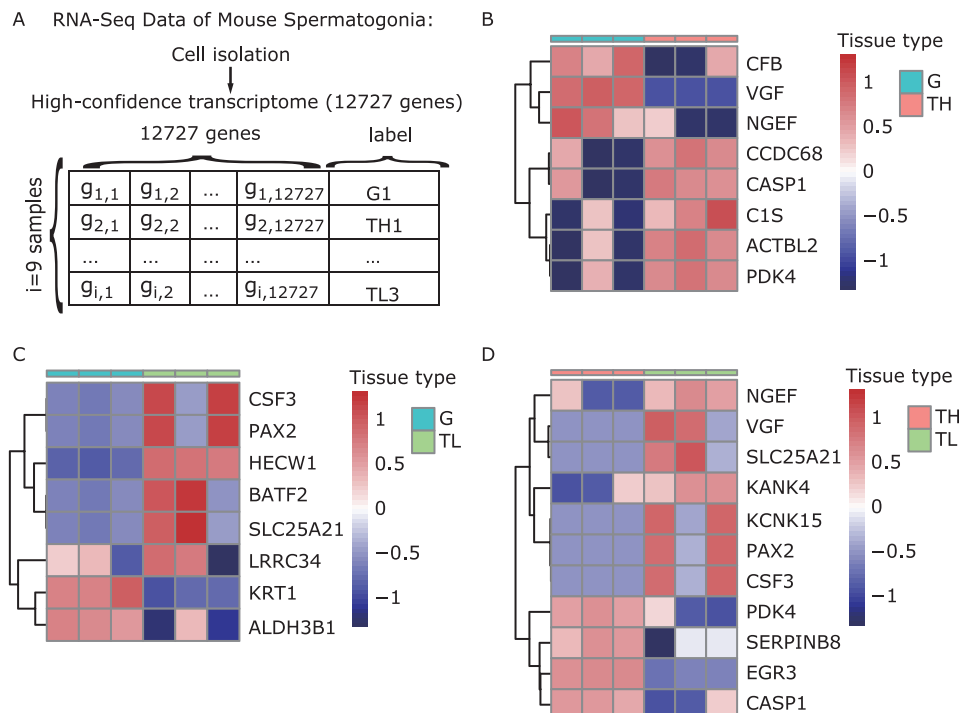 A RNA-Seq Data of Mouse Spermatogonia:
Cell isolation
High-confidence transcriptome (12727 genes)
12727 genes label
i=9 samples
g1,1 g1,2 ... g1,12727 G1
g2,1 g2,2 ... g2,12727 TH1
... ... ... ...
gi,1 gi,2 ... gi,12727 TL3
B
CFB
VGF
NGEF
CCDC68
CASP1
C1S
ACTBL2
PDK4
Tissue type
1
0.5
0
−0.5
−1
G
TH
C
CSF3
PAX2
HECW1
BATF2
SLC25A21
LRRC34
KRT1
ALDH3B1
Tissue type
1
0.5
0
−0.5
−1
G
TL
D
NGEF
VGF
SLC25A21
KANK4
KCNK15
PAX2
CSF3
PDK4
SERPINB8
EGR3
CASP1
Tissue type
1
0.5
0
−0.5
−1
TH
TL